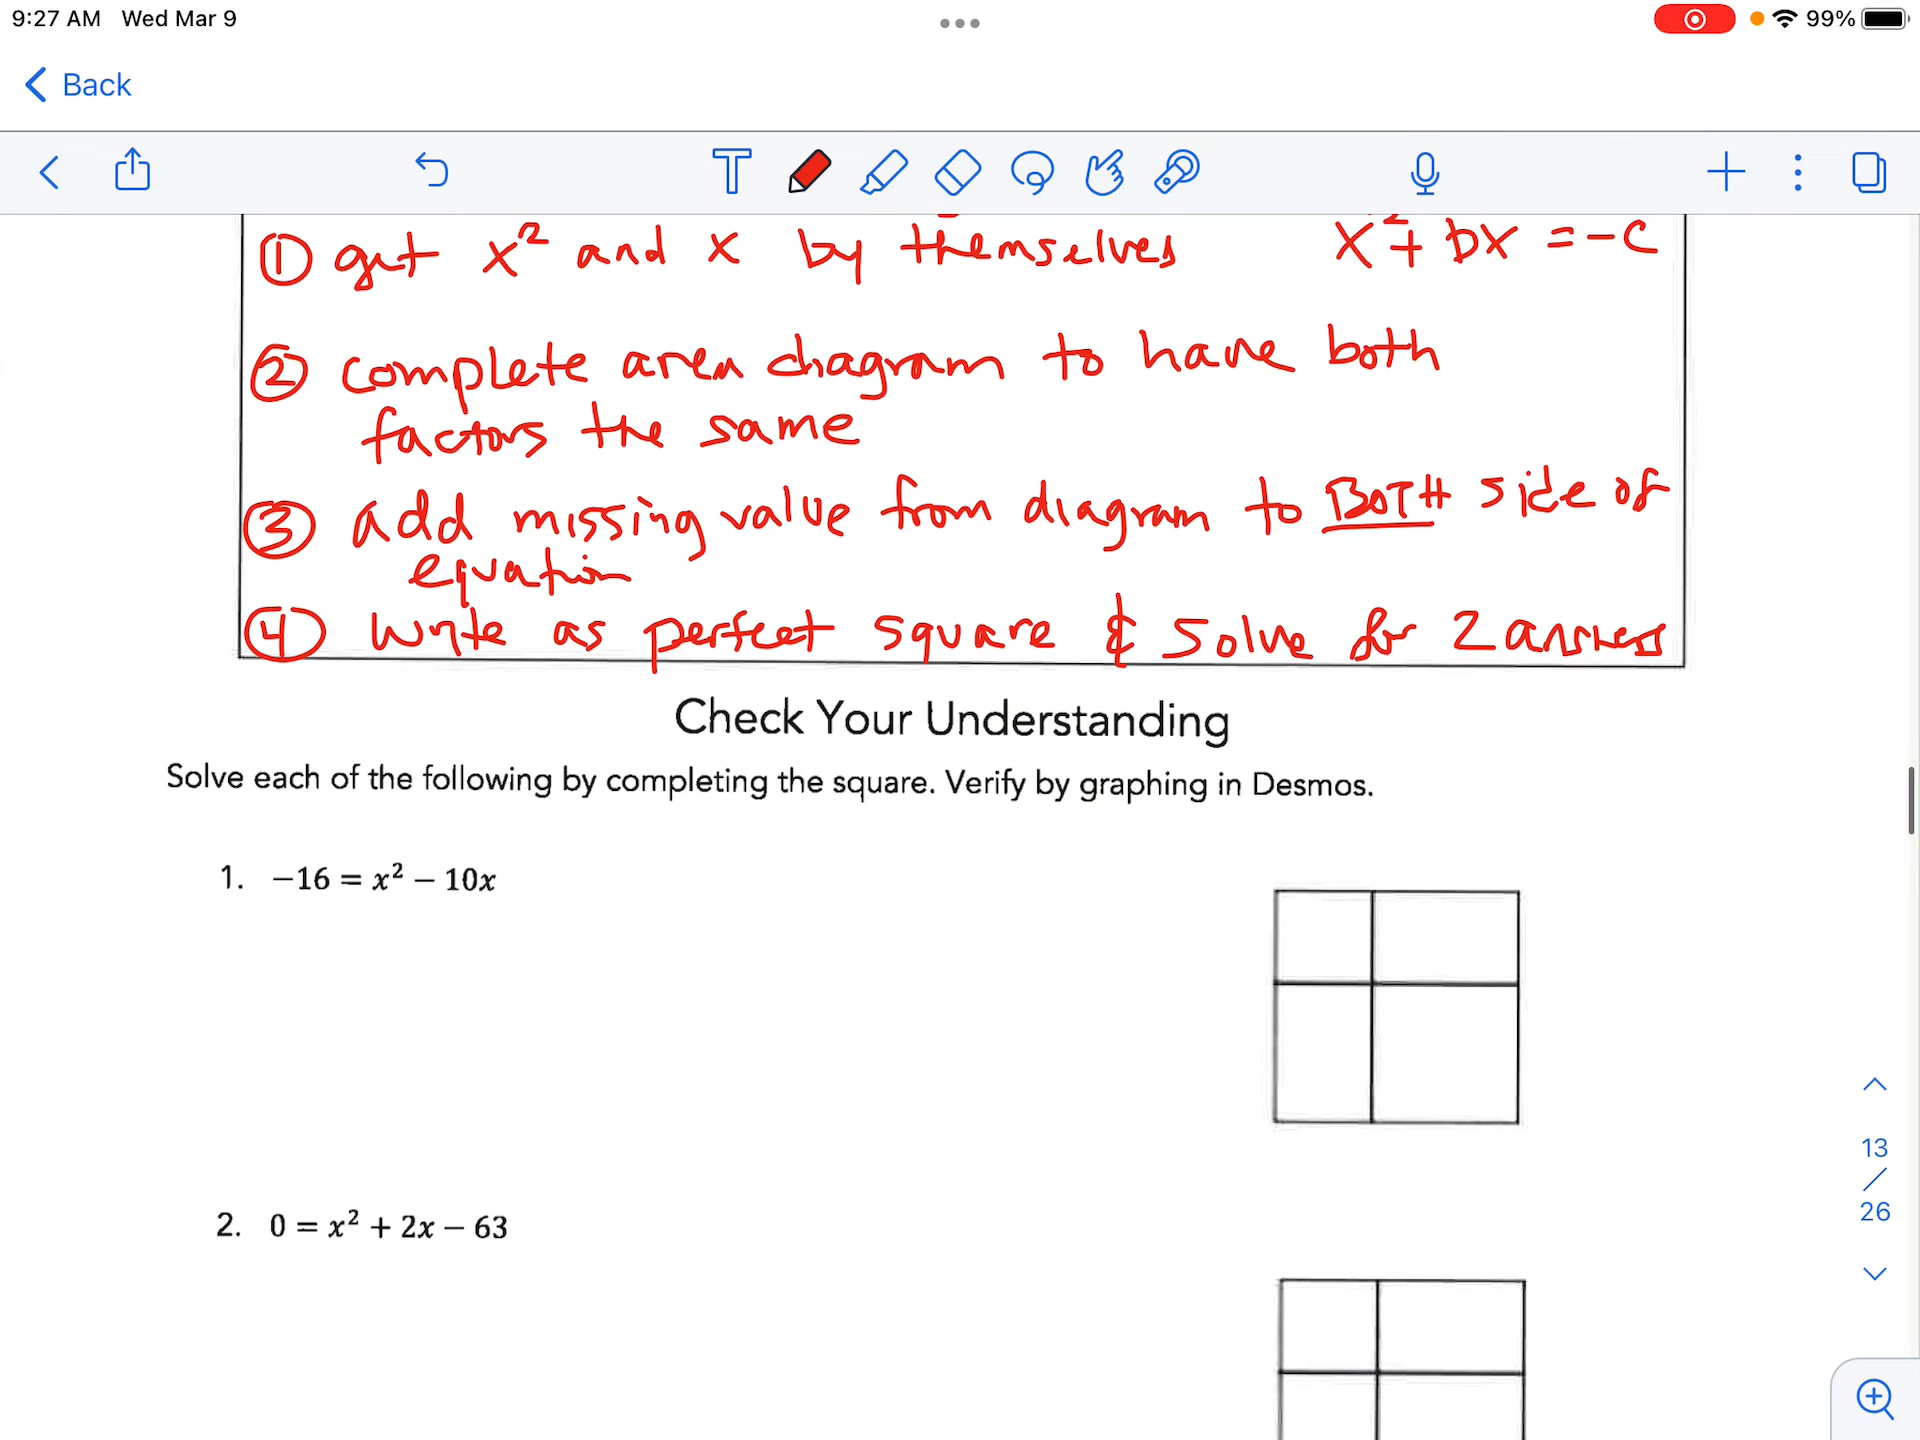 9:27 AM Wed Mar 9
99%
Back
① get x² and x by themselves x² + bx = -c
② complete area diagram to have both
factors the same
③ add missing value from diagram to BOTH side of
equation
④ write as perfect square & solve for 2 answers
Check Your Understanding
Solve each of the following by completing the square. Verify by graphing in Desmos.
1. −16 = x² − 10x
2. 0 = x² + 2x − 63
13
/
26